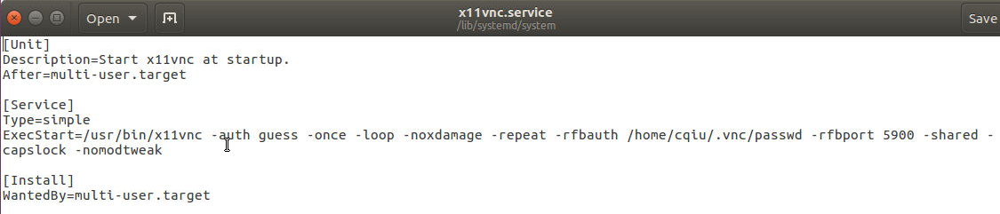 Open
x11vnc.service
/lib/systemd/system
Save
[Unit]
Description=Start x11vnc at startup.
After=multi-user.target
[Service]
Type=simple
ExecStart=/usr/bin/x11vnc -auth guess -once -loop -noxdamage -repeat -rfbauth /home/cqiu/.vnc/passwd -rfbport 5900 -shared -
capslock -nomodtweak
[Install]
WantedBy=multi-user.target